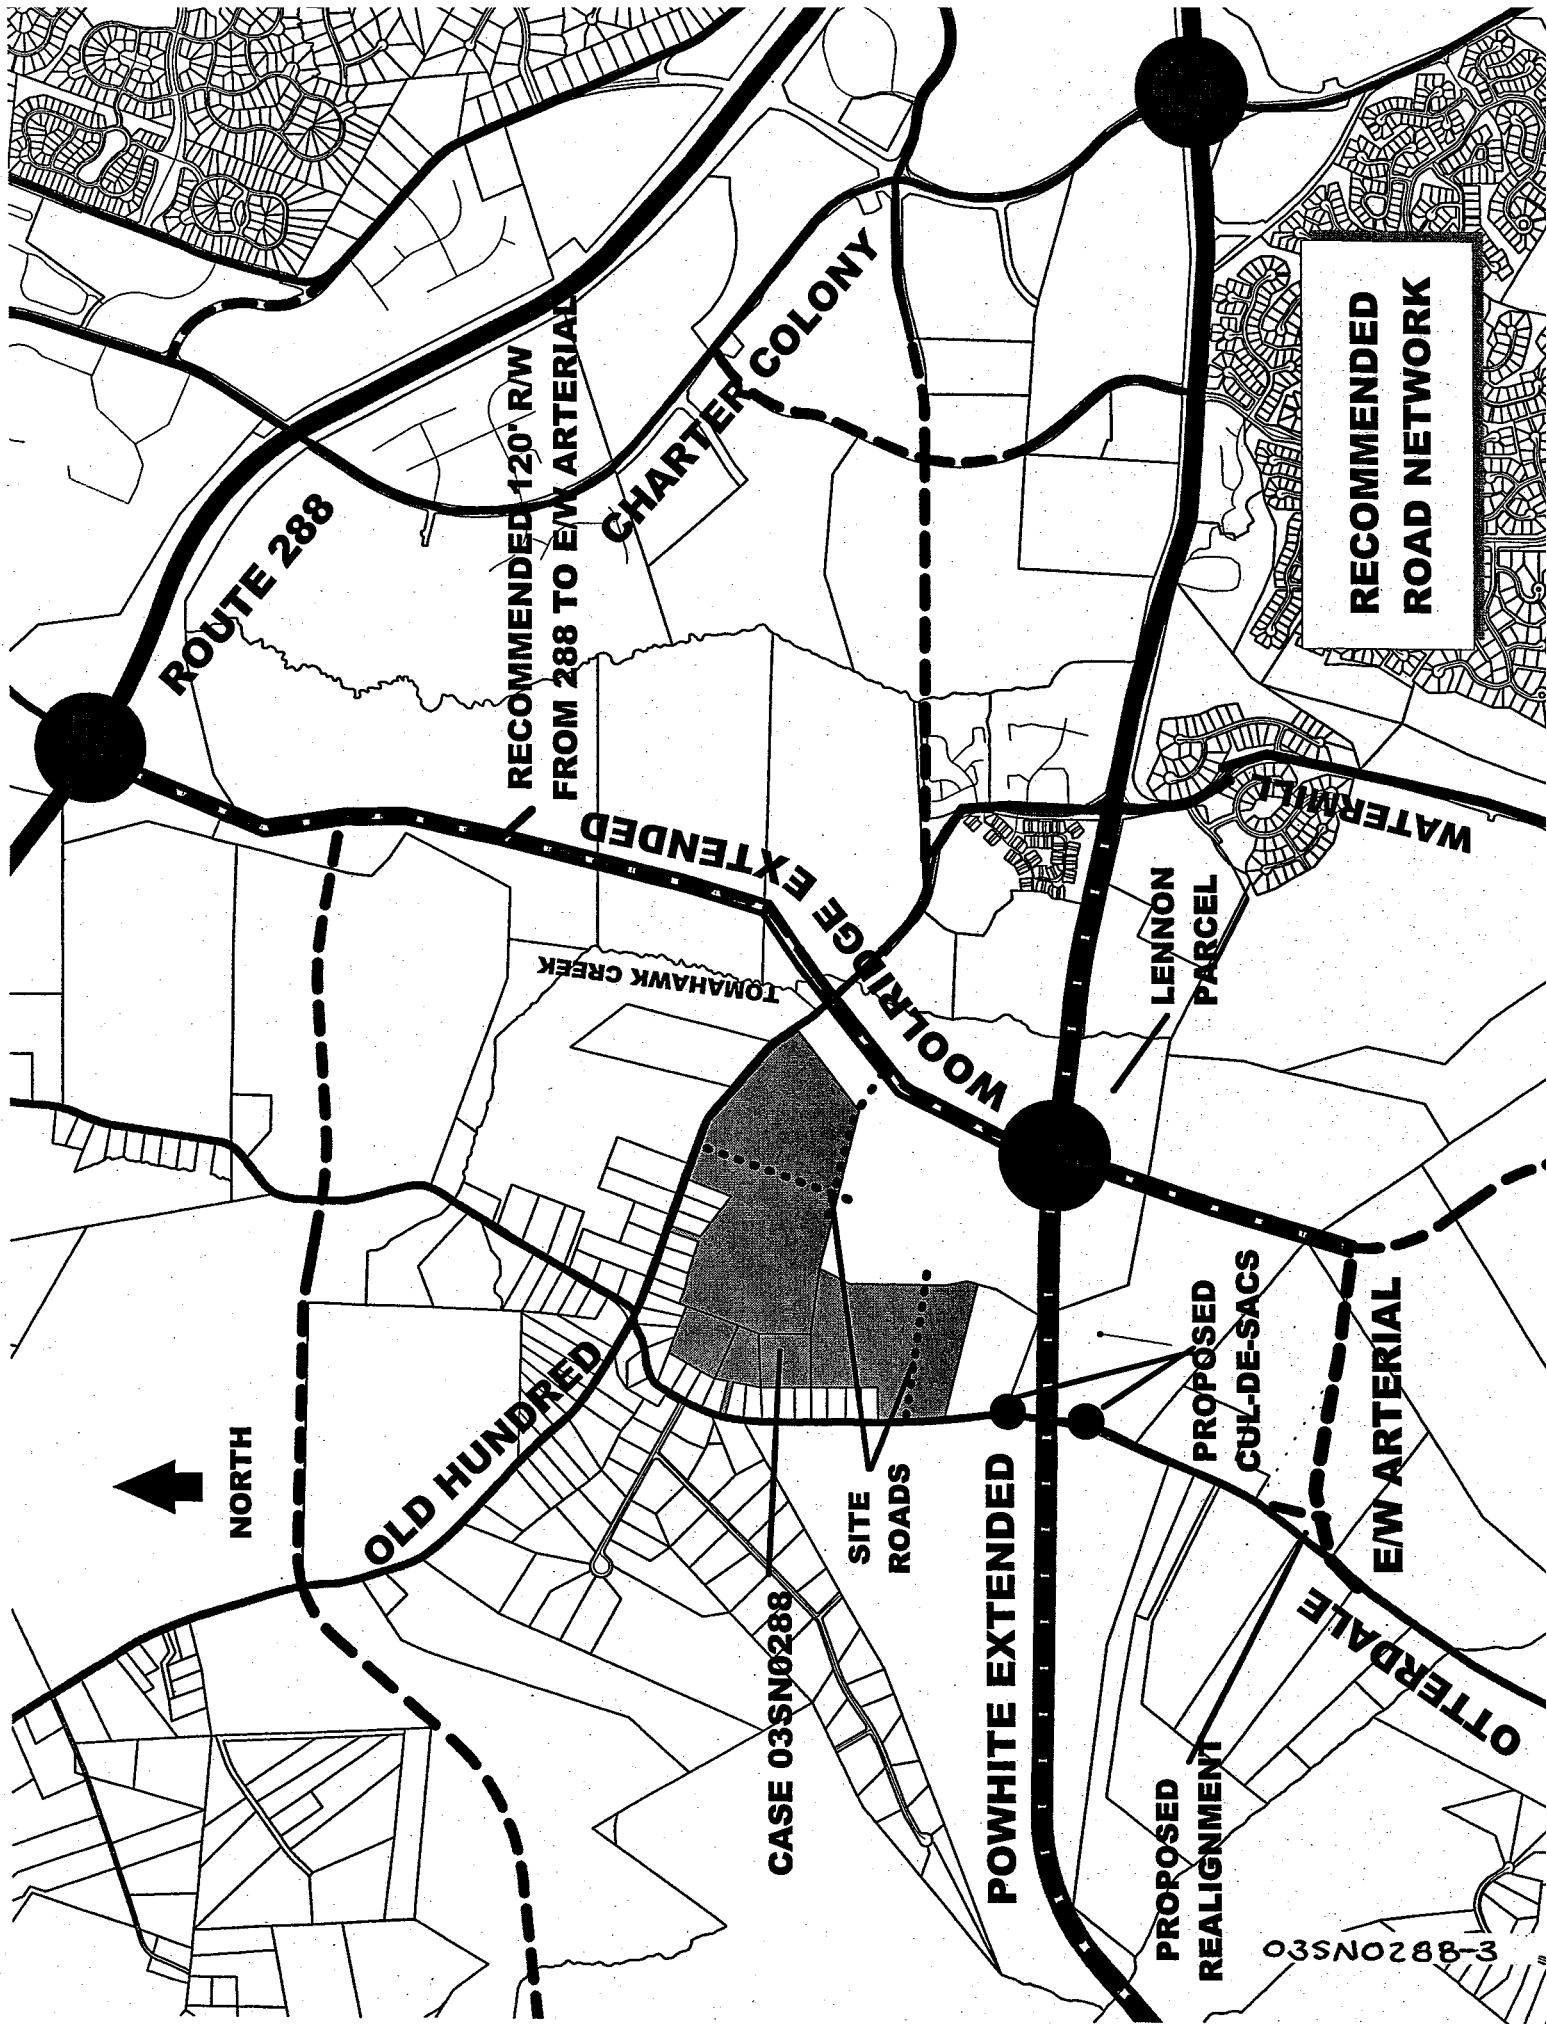 ROUTE 288
RECOMMENDED 120' R/W
FROM 288 TO E/W ARTERIAL
CHARTER COLONY
WOOLRIDGE EXTENDED
TOMAHAWK CREEK
WATERMILL
LENNON
PARCEL
RECOMMENDED
ROAD NETWORK
NORTH
OLD HUNDRED
SITE
ROADS
CASE 03SN0288
POWHITE EXTENDED
PROPOSED
CUL-DE-SACS
E/W ARTERIAL
OTTERDALE
PROPOSED
REALIGNMENT
03SN0288-3